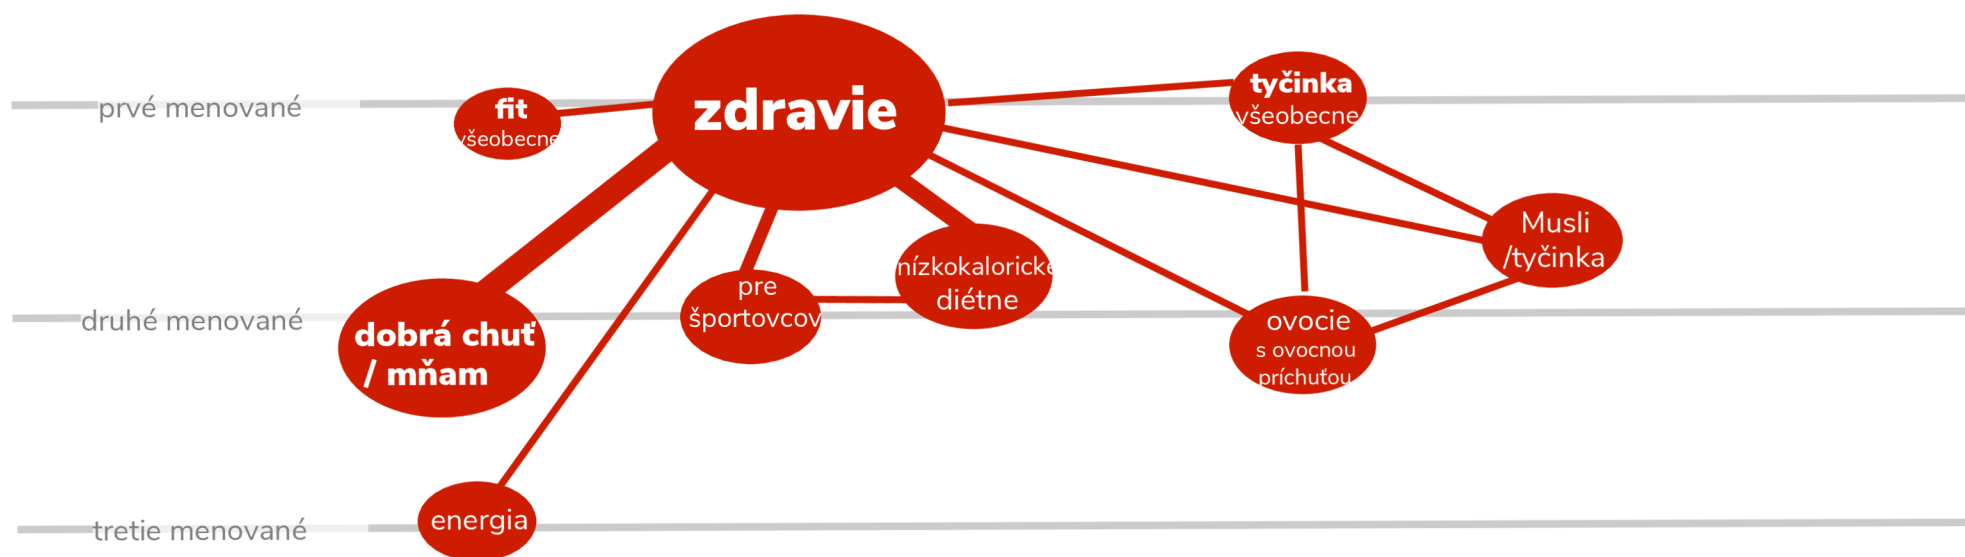 prvé menované
fit
všeobecne
zdravie
tyčinka
všeobecne
Musli
/tyčinka
druhé menované
dobrá chuť
/ mňam
pre
športovcov
nízkokalorické
diétne
ovocie
s ovocnou
príchuťou
tretie menované
energia